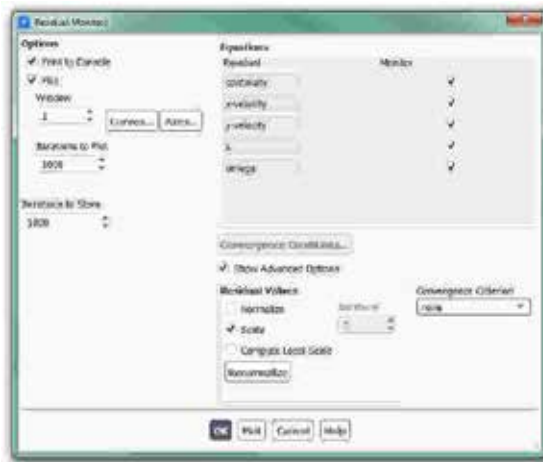 Residual Monitors
Options
Print to Console
Plot
Window
1
Curves... Axes...
Iterations to Plot
1000
Iterations to Store
1000
Equations
Residual Monitor
continuity
x-velocity
y-velocity
k
omega
Convergence Conditions...
Show Advanced Options
Residual Values
Normalize
Scale
Compute Local Scale
Renormalize
Iterations
Convergence Criterion
none
OK Plot Cancel Help